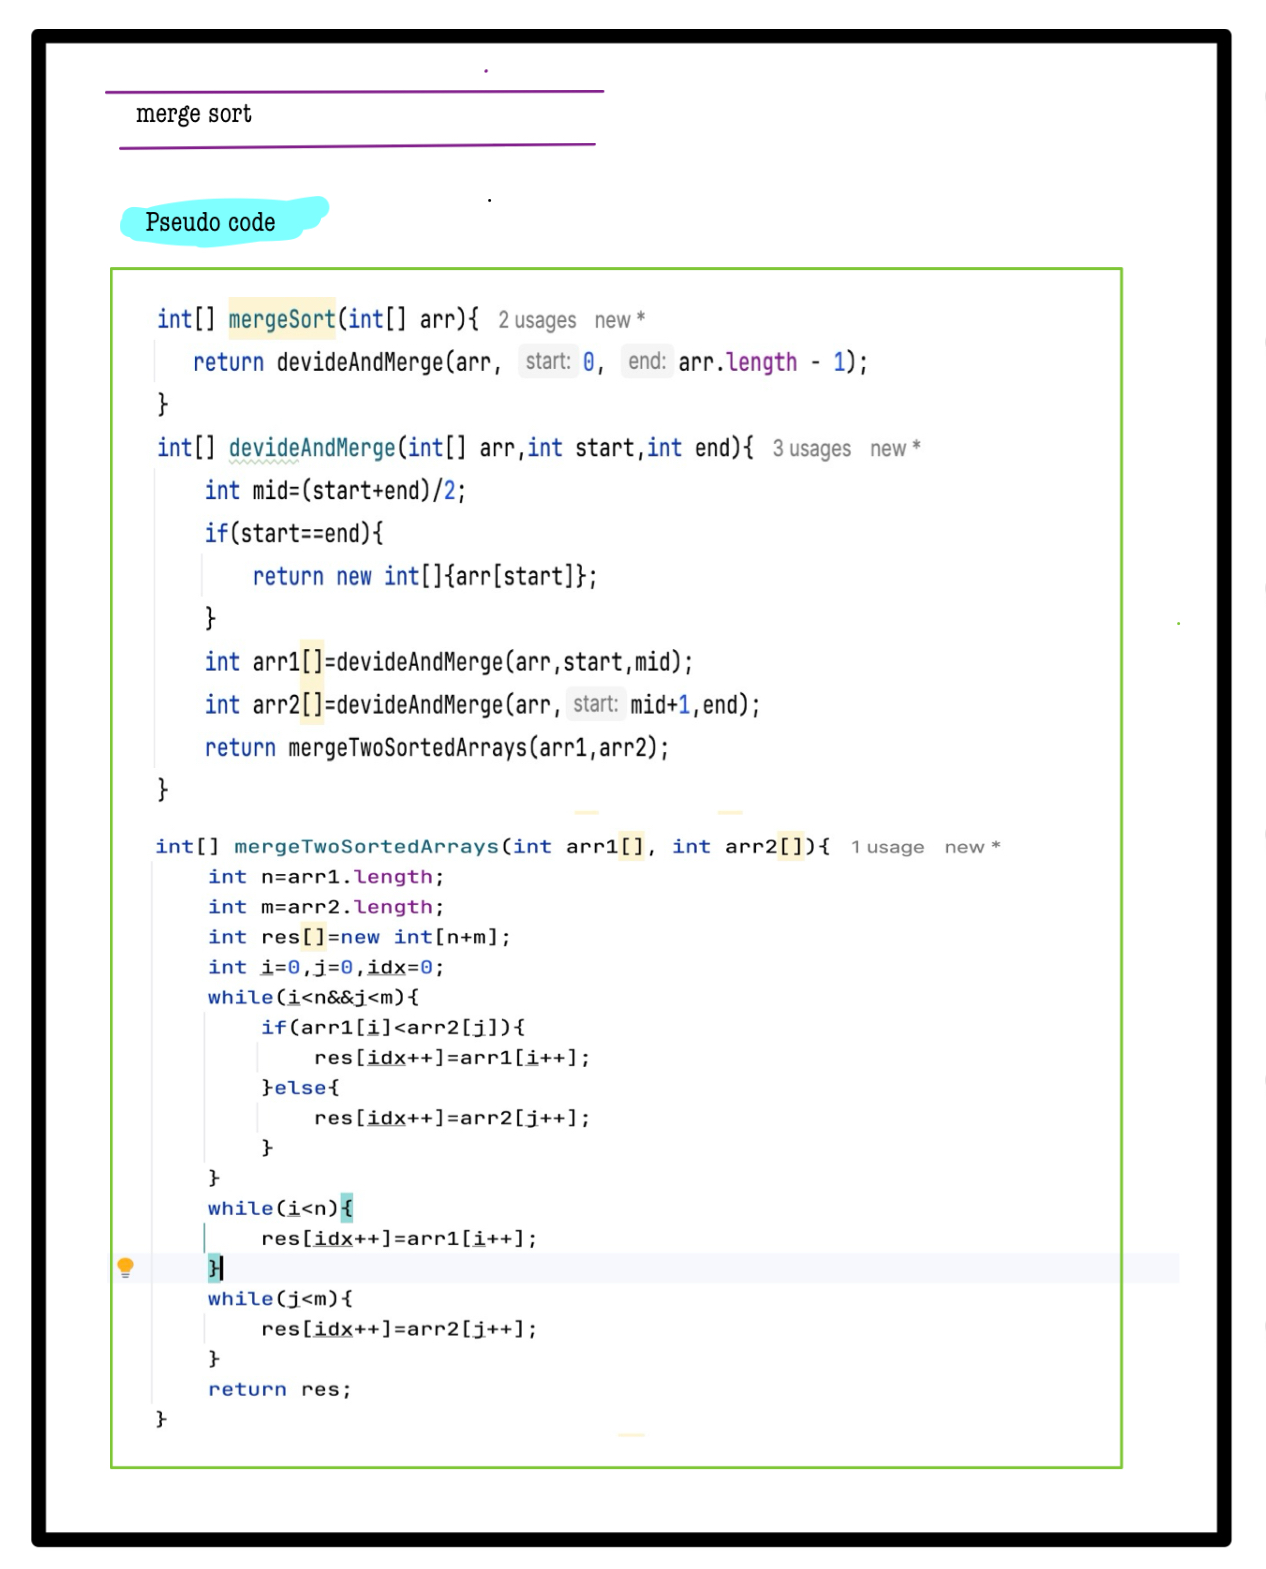 merge sort
Pseudo code
int[] mergeSort(int[] arr){ 2 usages new *
return devideAndMerge(arr, start: 0, end: arr.length - 1);
}
int[] devideAndMerge(int[] arr,int start,int end){ 3 usages new *
int mid=(start+end)/2;
if(start==end){
return new int[]{arr[start]};
}
int arr1[]=devideAndMerge(arr,start,mid);
int arr2[]=devideAndMerge(arr, start: mid+1,end);
return mergeTwoSortedArrays(arr1,arr2);
}
int[] mergeTwoSortedArrays(int arr1[], int arr2[]){ 1 usage new *
int n=arr1.length;
int m=arr2.length;
int res[]=new int[n+m];
int i=0,j=0,idx=0;
while(i<n&&j<m){
if(arr1[i]<arr2[j]){
res[idx++]=arr1[i++];
}else{
res[idx++]=arr2[j++];
}
}
while(i<n){
res[idx++]=arr1[i++];
}
while(j<m){
res[idx++]=arr2[j++];
}
return res;
}